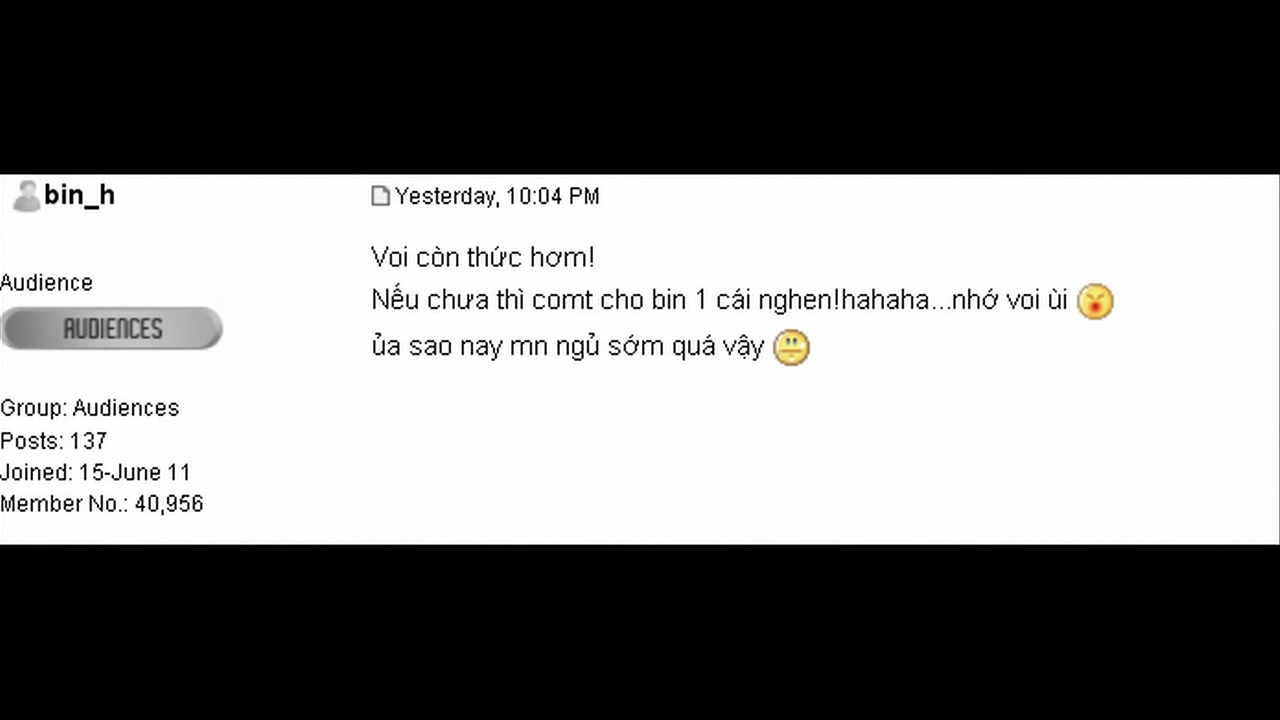 bin_h
Yesterday, 10:04 PM
Audience
AUDIENCES
Group: Audiences
Posts: 137
Joined: 15-June 11
Member No.: 40,956
Voi còn thức hơm!
Nếu chưa thì comt cho bin 1 cái nghen!hahaha...nhớ voi ùi
ủa sao nay mn ngủ sớm quá vậy